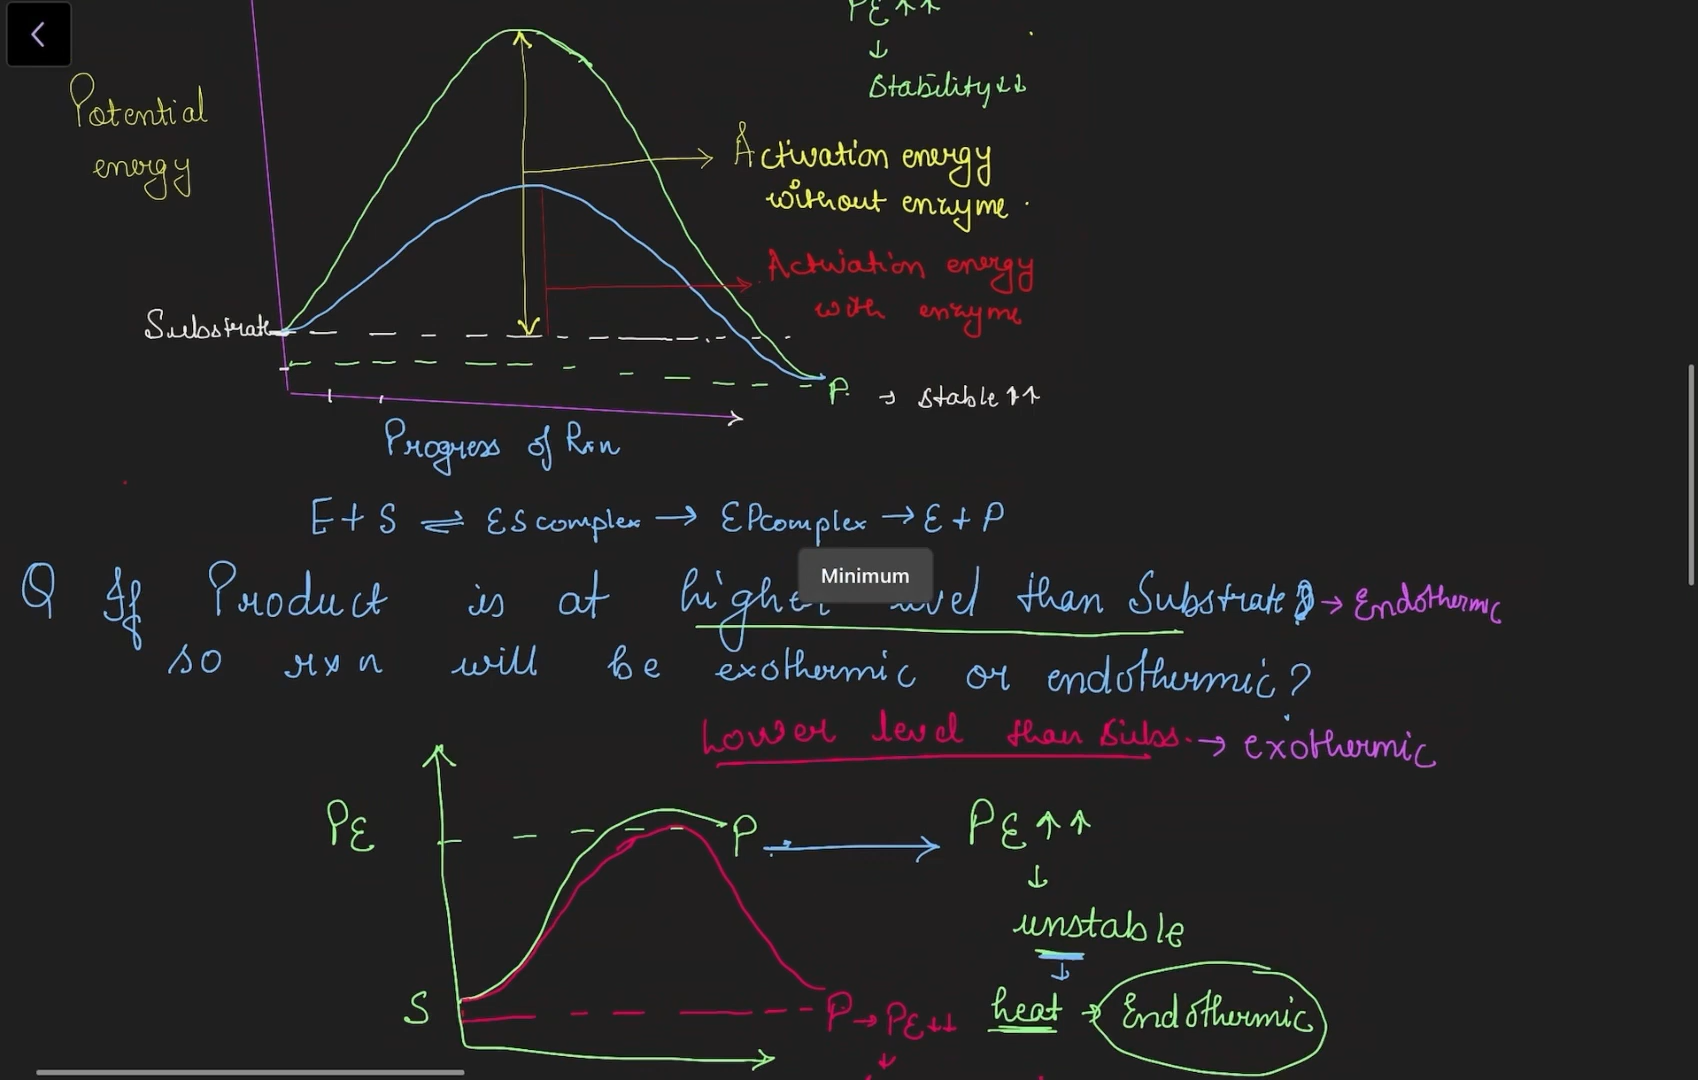 PE ↑↑
↓
Stability ↓↓
Potential
energy
Activation energy
without enzyme.
Activation energy
with enzyme
Substrate
P. → Stable ↑↑
Progress of Rxn
E + S ⇌ ES complex → EP complex → E + P
Minimum
Q If Product is at higher level than Substrate → Endothermic
so rxn will be exothermic or endothermic?
Lower level than Subs. → exothermic
PE
P → PE ↑↑
↓
unstable
↓
heat → Endothermic
S
P → PE ↓↓
↓